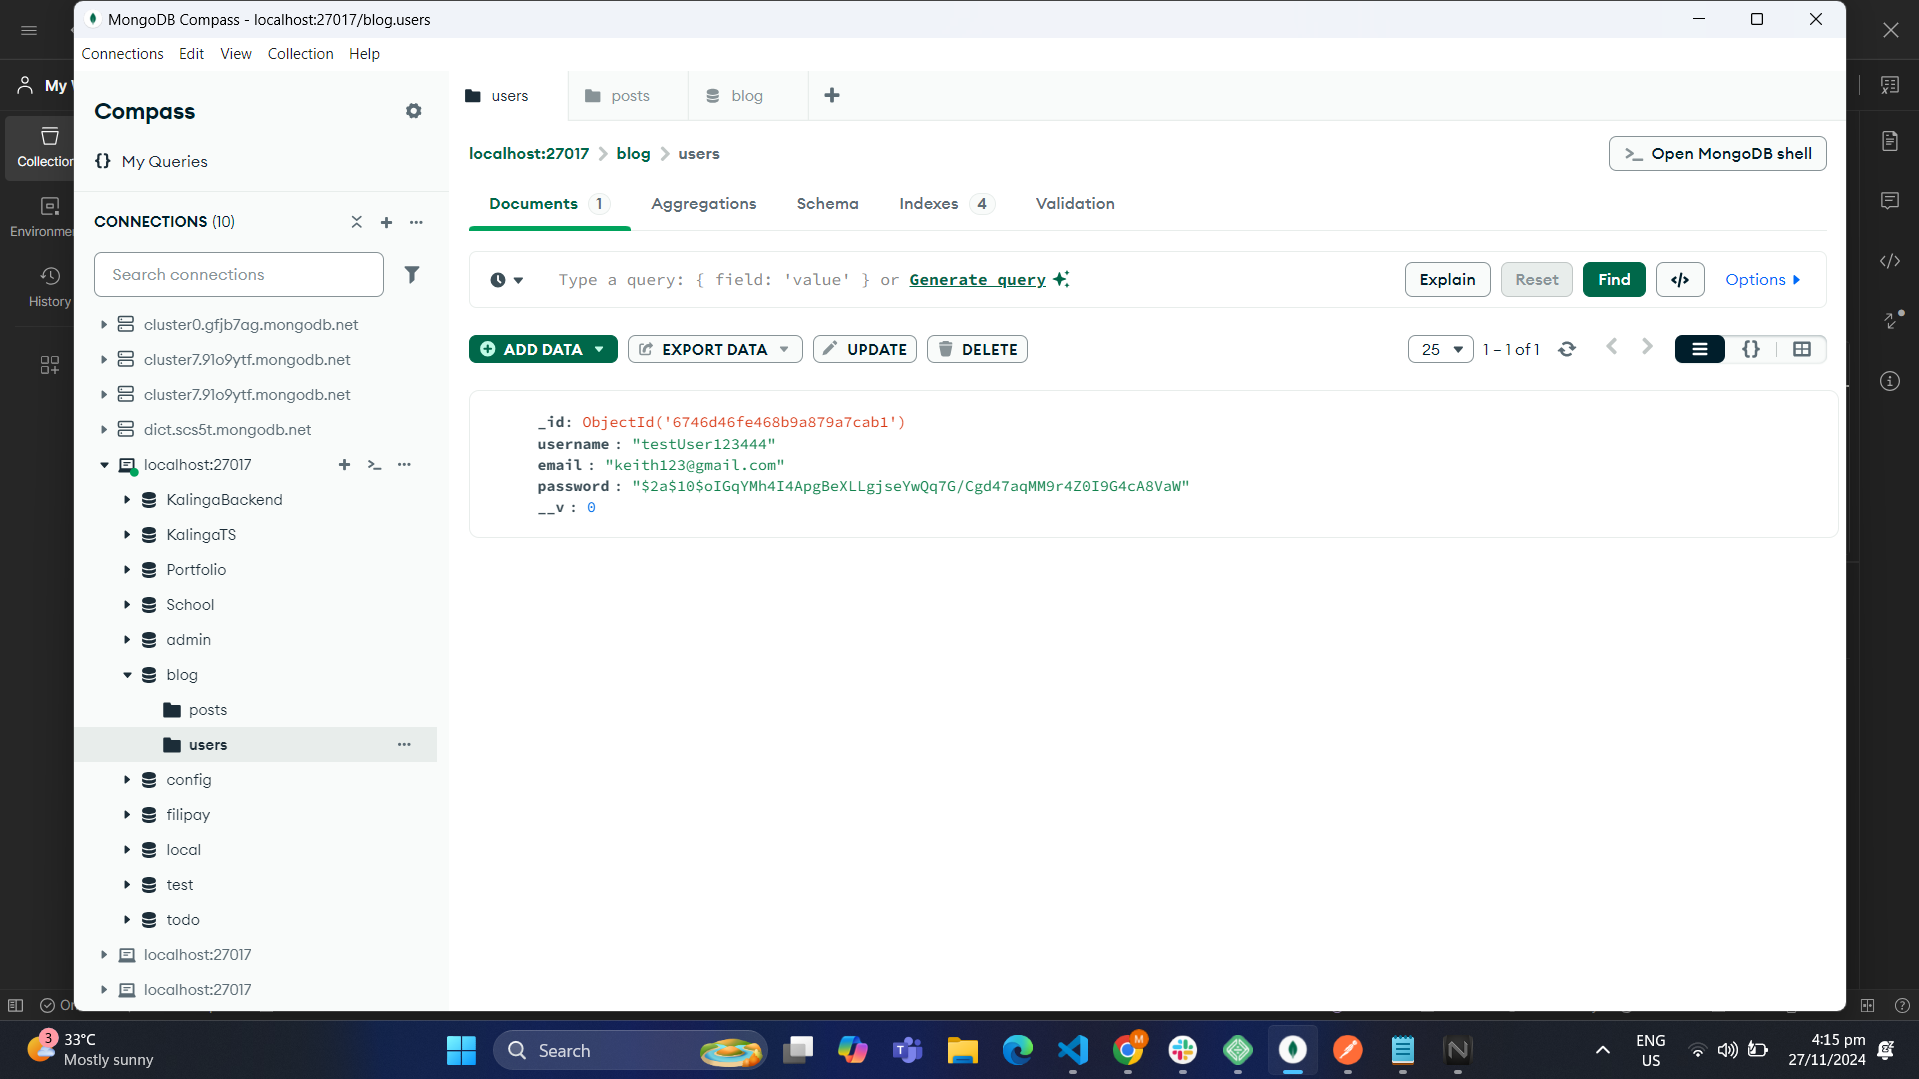 MongoDB Compass - localhost:27017/blog.users
Connections Edit View Collection Help
My
Collection
Environme
History
Compass
{} My Queries
CONNECTIONS (10)
Search connections
cluster0.gfjb7ag.mongodb.net
cluster7.91o9ytf.mongodb.net
cluster7.91o9ytf.mongodb.net
dict.scs5t.mongodb.net
localhost:27017
KalingaBackend
KalingaTS
Portfolio
School
admin
blog
posts
users
config
filipay
local
test
todo
localhost:27017
localhost:27017
users posts blog
localhost:27017 > blog > users
>_ Open MongoDB shell
Documents 1 Aggregations Schema Indexes 4 Validation
Type a query: { field: 'value' } or Generate query
Explain Reset Find </> Options
ADD DATA EXPORT DATA UPDATE DELETE
25 1 – 1 of 1 {}
_id: ObjectId('6746d46fe468b9a879a7cab1')
username : "testUser123444"
email : "keith123@gmail.com"
password : "$2a$10$oIGqYMh4I4ApgBeXLLgjseYwQq7G/Cgd47aqMM9r4Z0I9G4cA8VaW"
__v : 0
3
33°C
Mostly sunny
Search
M
ENG
US
4:15 pm
27/11/2024